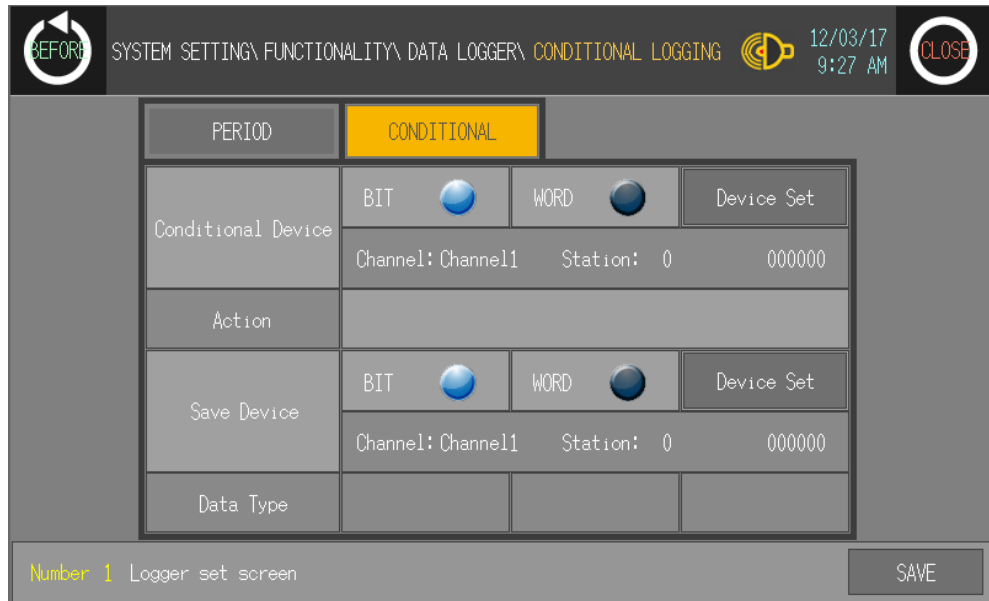 BEFORE
SYSTEM SETTING\ FUNCTIONALITY\ DATA LOGGER\ CONDITIONAL LOGGING
12/03/17
9:27 AM
CLOSE
PERIOD
CONDITIONAL
Conditional Device
BIT
WORD
Device Set
Channel: Channel1 Station: 0 000000
Action
Save Device
BIT
WORD
Device Set
Channel: Channel1 Station: 0 000000
Data Type
Number 1 Logger set screen
SAVE